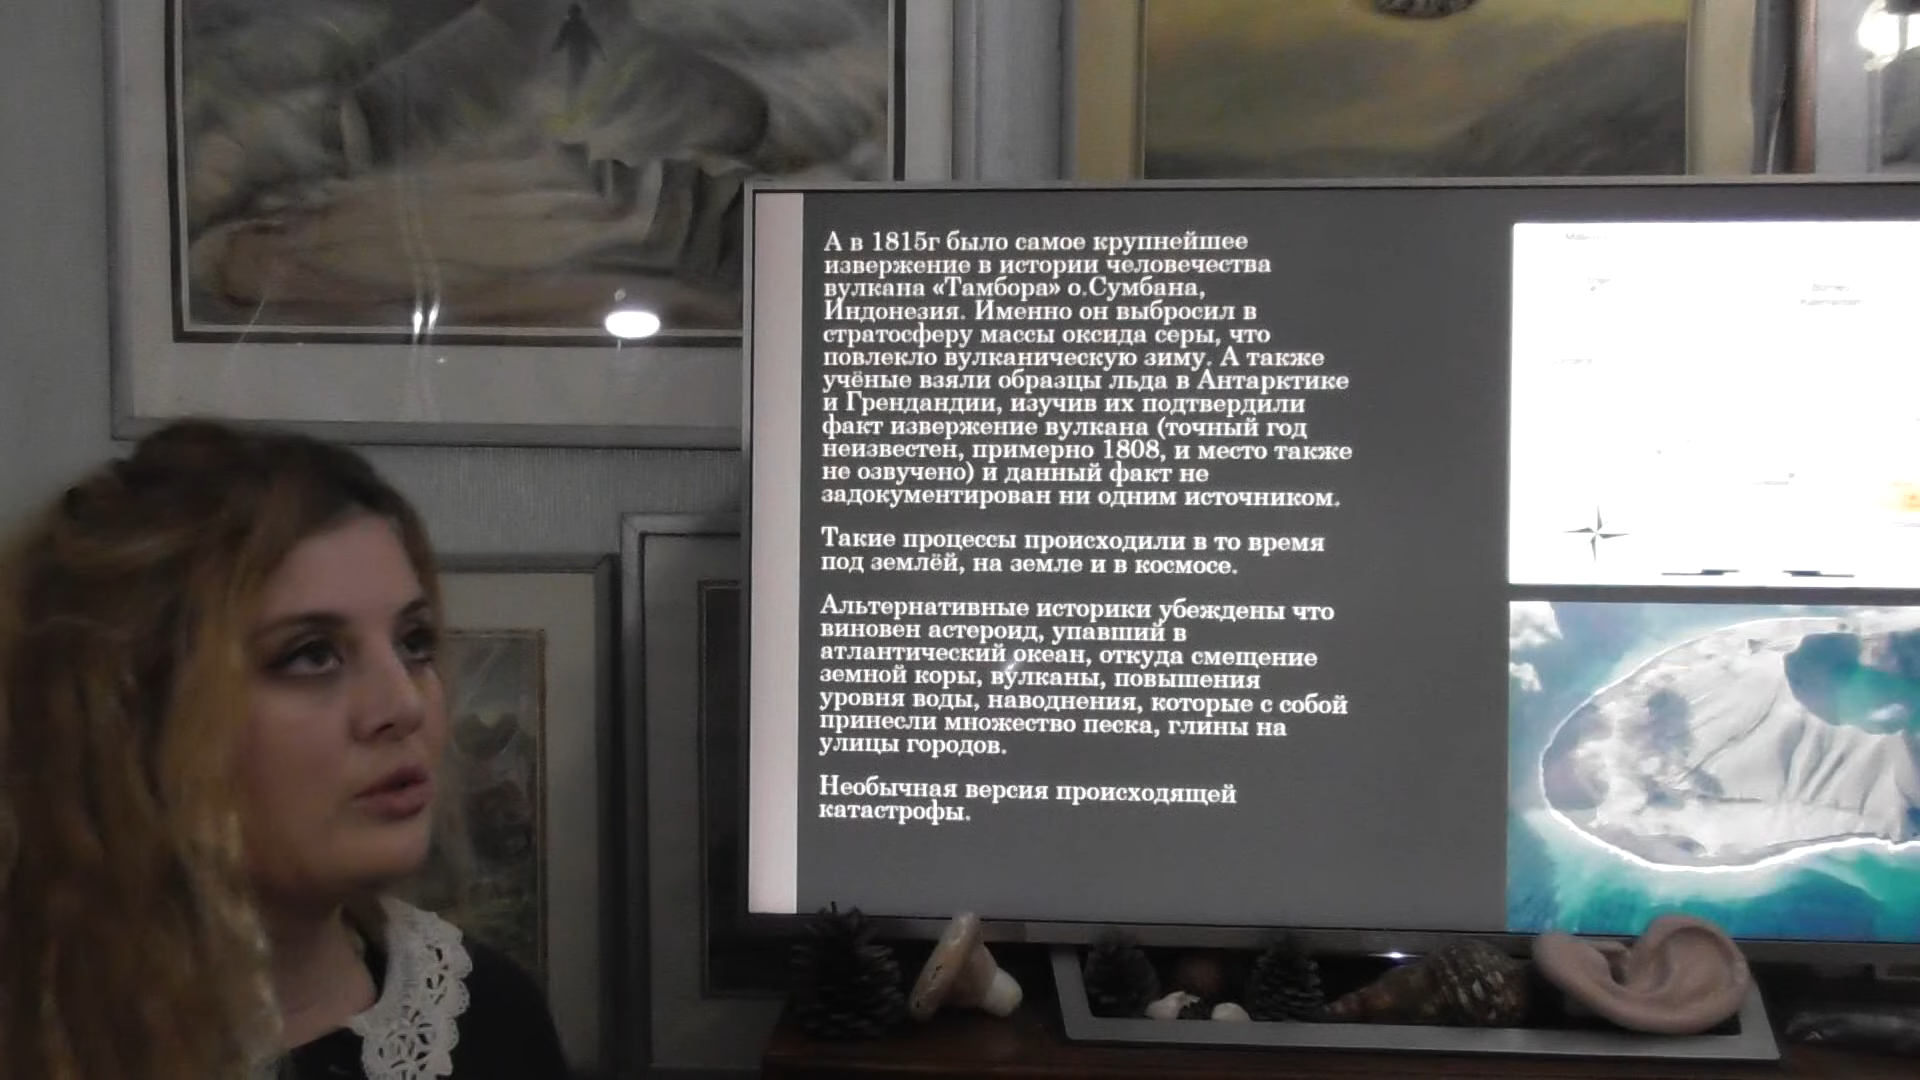 А в 1815г было самое крупнейшее
извержение в истории человечества
вулкана «Тамбора» о.Сумбана,
Индонезия. Именно он выбросил в
стратосферу массы оксида серы, что
повлекло вулканическую зиму. А также
учёные взяли образцы льда в Антарктике
и Грендандии, изучив их подтвердили
факт извержение вулкана (точный год
неизвестен, примерно 1808, и место также
не озвучено) и данный факт не
задокументирован ни одним источником.
Такие процессы происходили в то время
под землёй, на земле и в космосе.
Альтернативные историки убеждены что
виновен астероид, упавший в
атлантический океан, откуда смещение
земной коры, вулканы, повышения
уровня воды, наводнения, которые с собой
принесли множество песка, глины на
улицы городов.
Необычная версия происходящей
катастрофы.